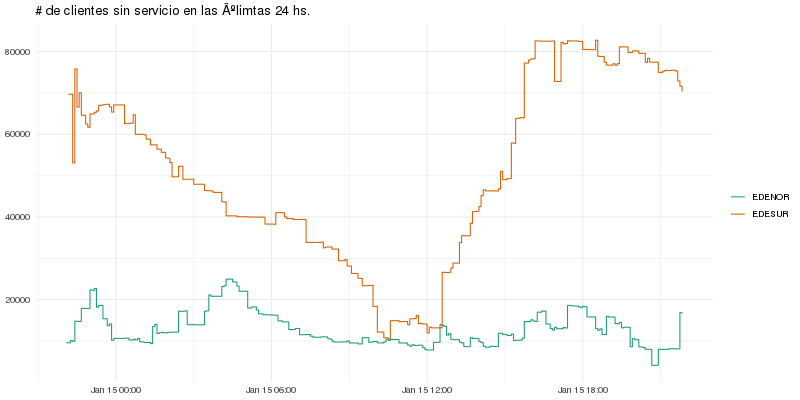 # de clientes sin servicio en las Ãºlimtas 24 hs.
80000
60000
40000
20000
EDENOR
EDESUR
Jan 15 00:00
Jan 15 06:00
Jan 15 12:00
Jan 15 18:00